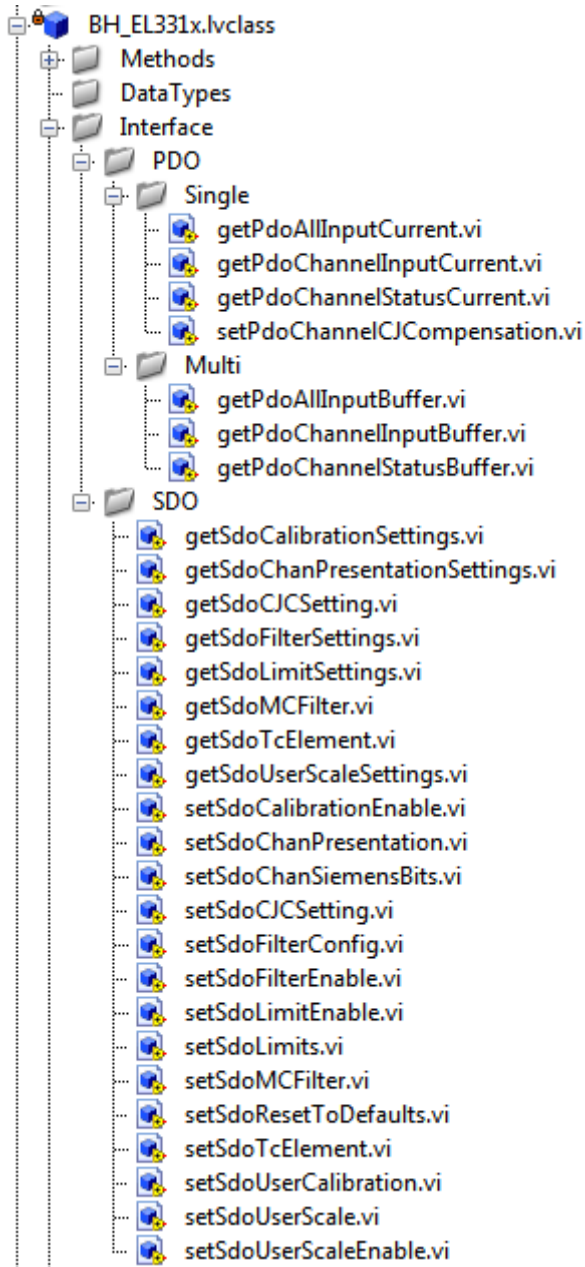 BH_EL331x.lvclass
Methods
DataTypes
Interface
PDO
Single
getPdoAllInputCurrent.vi
getPdoChannelInputCurrent.vi
getPdoChannelStatusCurrent.vi
setPdoChannelCJCompensation.vi
Multi
getPdoAllInputBuffer.vi
getPdoChannelInputBuffer.vi
getPdoChannelStatusBuffer.vi
SDO
getSdoCalibrationSettings.vi
getSdoChanPresentationSettings.vi
getSdoCJCSetting.vi
getSdoFilterSettings.vi
getSdoLimitSettings.vi
getSdoMCFilter.vi
getSdoTcElement.vi
getSdoUserScaleSettings.vi
setSdoCalibrationEnable.vi
setSdoChanPresentation.vi
setSdoChanSiemensBits.vi
setSdoCJCSetting.vi
setSdoFilterConfig.vi
setSdoFilterEnable.vi
setSdoLimitEnable.vi
setSdoLimits.vi
setSdoMCFilter.vi
setSdoResetToDefaults.vi
setSdoTcElement.vi
setSdoUserCalibration.vi
setSdoUserScale.vi
setSdoUserScaleEnable.vi